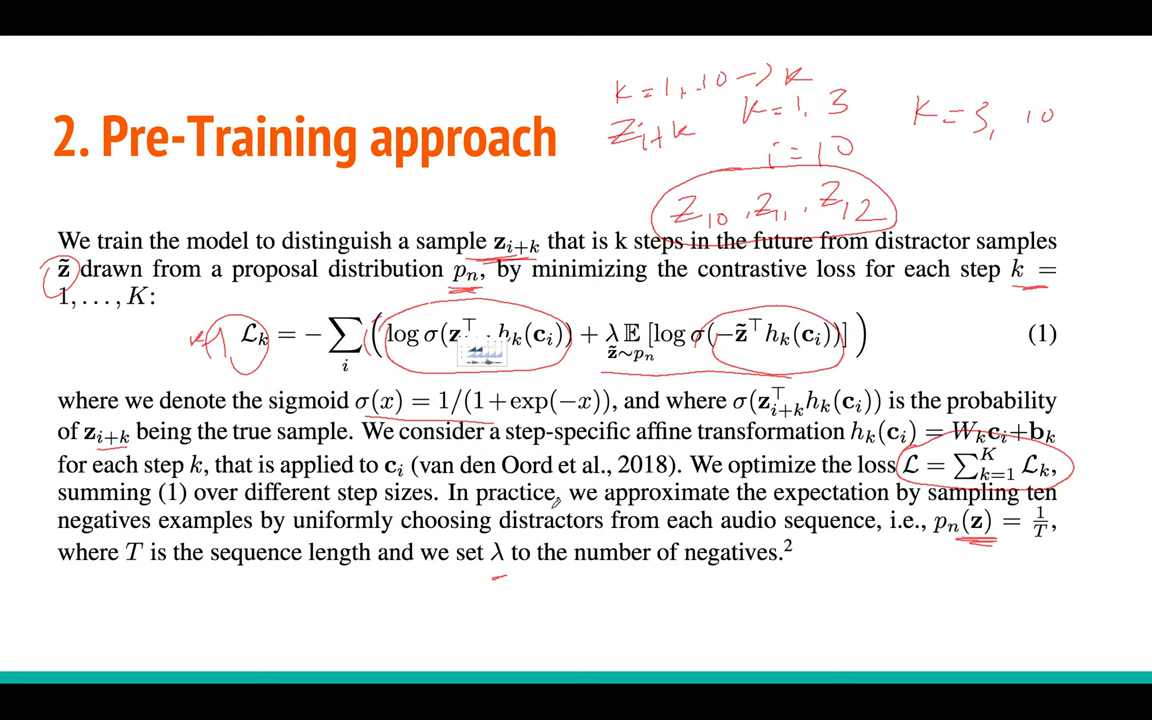 k=1,..10→K
k=1,3
K=3, 10
Zi+k
i=10
Z10, Z11, Z12
2. Pre-Training approach
We train the model to distinguish a sample z_{i+k} that is k steps in the future from distractor samples
z̃ drawn from a proposal distribution p_n, by minimizing the contrastive loss for each step k =
1, . . . , K:
L_k = − ∑_i ( log σ(z⊤ h_k(c_i)) + λ E_{z̃∼p_n} [log σ(−z̃⊤ h_k(c_i))] ) (1)
where we denote the sigmoid σ(x) = 1/(1+exp(−x)), and where σ(z⊤_{i+k} h_k(c_i)) is the probability
of z_{i+k} being the true sample. We consider a step-specific affine transformation h_k(c_i) = W_k c_i + b_k
for each step k, that is applied to c_i (van den Oord et al., 2018). We optimize the loss L = ∑^K_{k=1} L_k,
summing (1) over different step sizes. In practice, we approximate the expectation by sampling ten
negatives examples by uniformly choosing distractors from each audio sequence, i.e., p_n(z) = 1/T,
where T is the sequence length and we set λ to the number of negatives.²